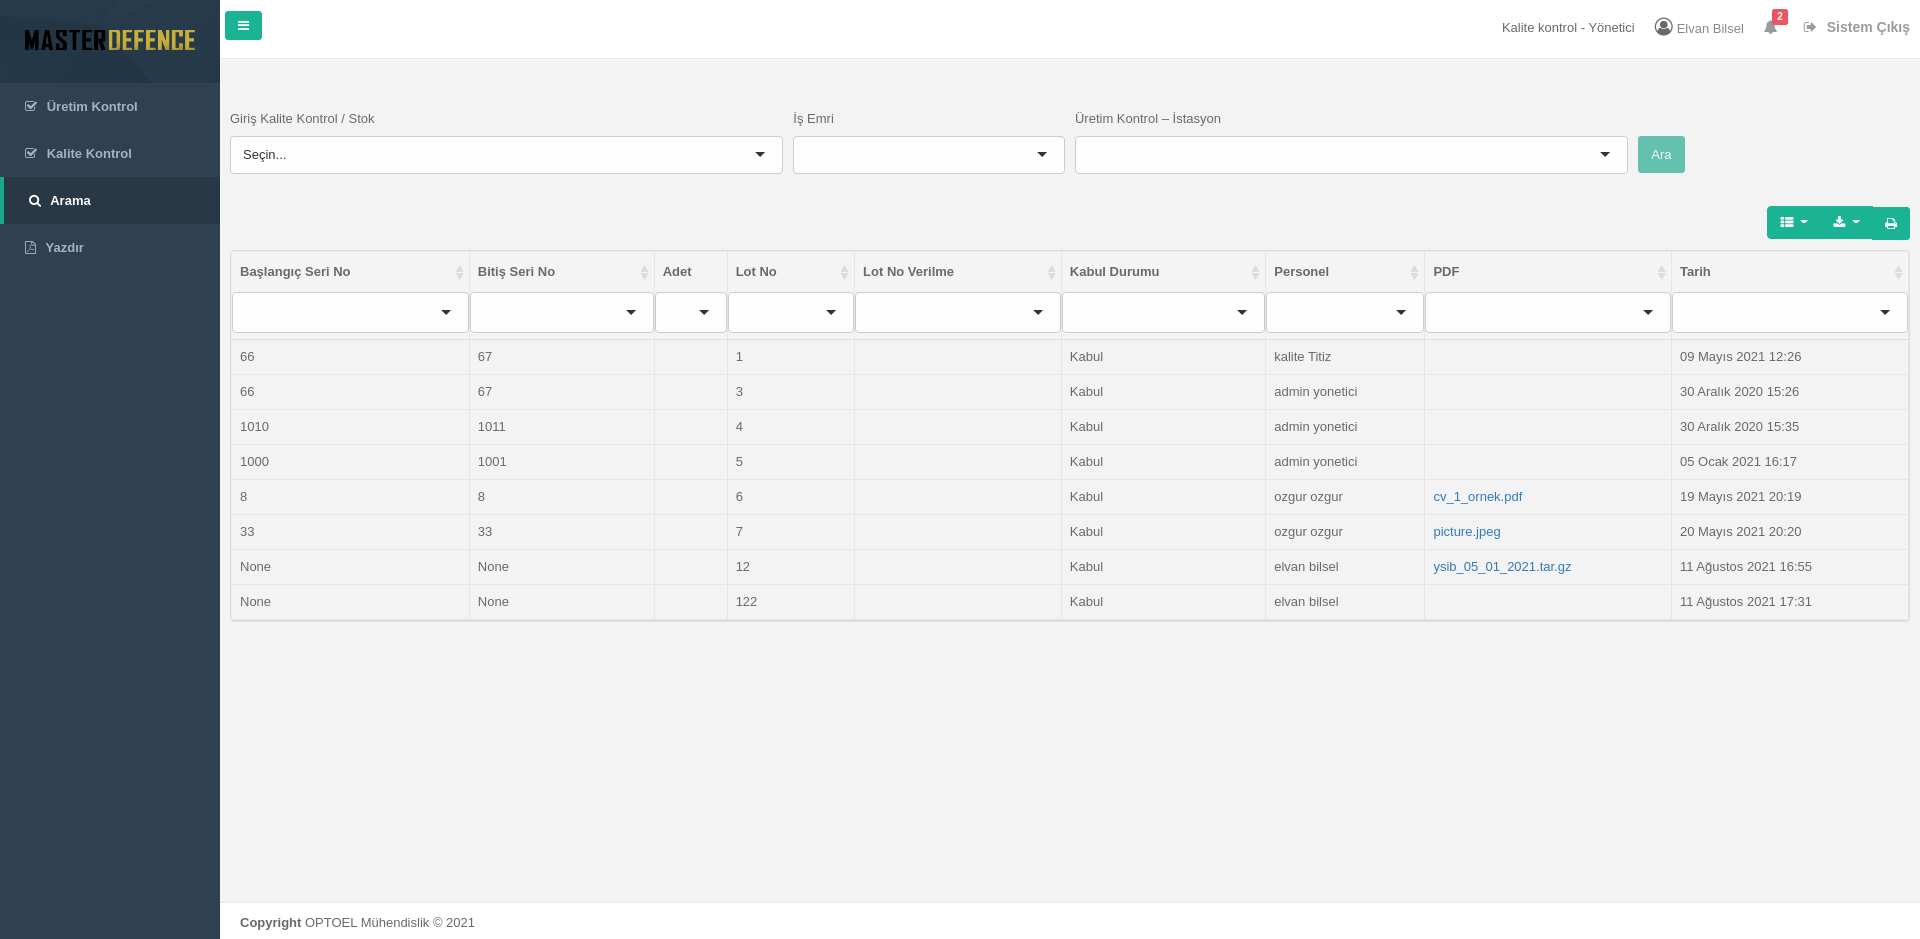 MASTERDEFENCE
Kalite kontrol - Yönetici Elvan Bilsel 2 Sistem Çıkış
Üretim Kontrol
Kalite Kontrol
Arama
Yazdır
Giriş Kalite Kontrol / Stok İş Emri Üretim Kontrol – İstasyon
Seçin... Ara
Başlangıç Seri No Bitiş Seri No Adet Lot No Lot No Verilme Kabul Durumu Personel PDF Tarih
66 67 1 Kabul kalite Titiz 09 Mayıs 2021 12:26
66 67 3 Kabul admin yonetici 30 Aralık 2020 15:26
1010 1011 4 Kabul admin yonetici 30 Aralık 2020 15:35
1000 1001 5 Kabul admin yonetici 05 Ocak 2021 16:17
8 8 6 Kabul ozgur ozgur cv_1_ornek.pdf 19 Mayıs 2021 20:19
33 33 7 Kabul ozgur ozgur picture.jpeg 20 Mayıs 2021 20:20
None None 12 Kabul elvan bilsel ysib_05_01_2021.tar.gz 11 Ağustos 2021 16:55
None None 122 Kabul elvan bilsel 11 Ağustos 2021 17:31
Copyright OPTOEL Mühendislik © 2021